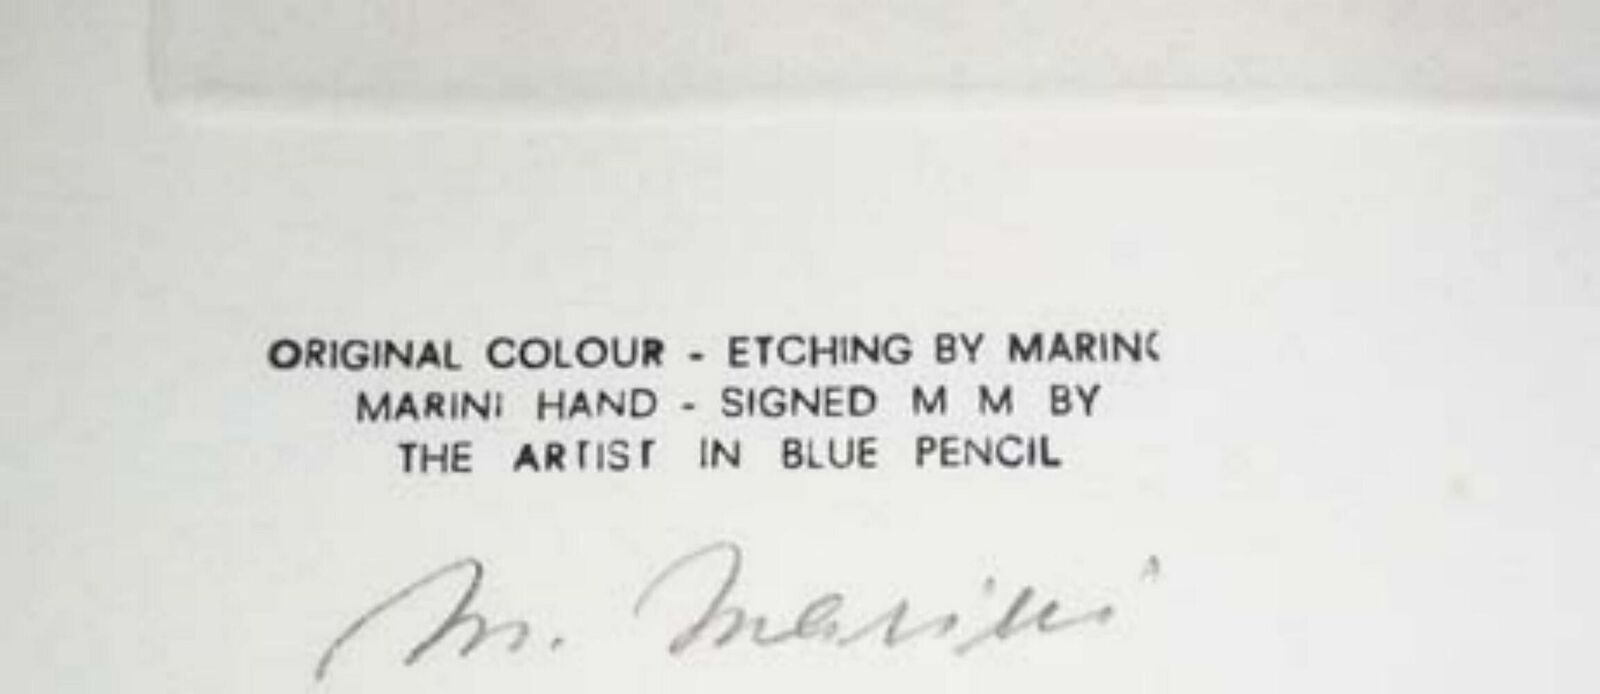 ORIGINAL COLOUR - ETCHING BY MARINO
MARINI HAND - SIGNED M M BY
THE ARTIST IN BLUE PENCIL
M. Marini